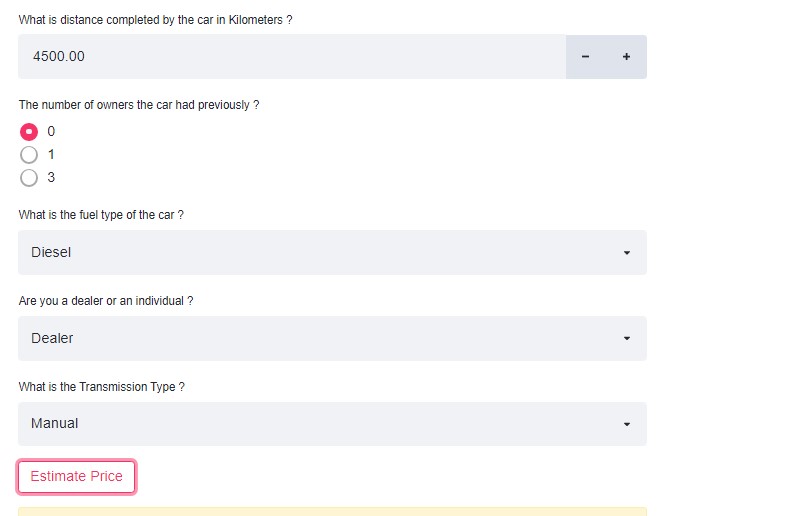 What is distance completed by the car in Kilometers ?
4500.00 - +
The number of owners the car had previously ?
0
1
3
What is the fuel type of the car ?
Diesel
Are you a dealer or an individual ?
Dealer
What is the Transmission Type ?
Manual
Estimate Price